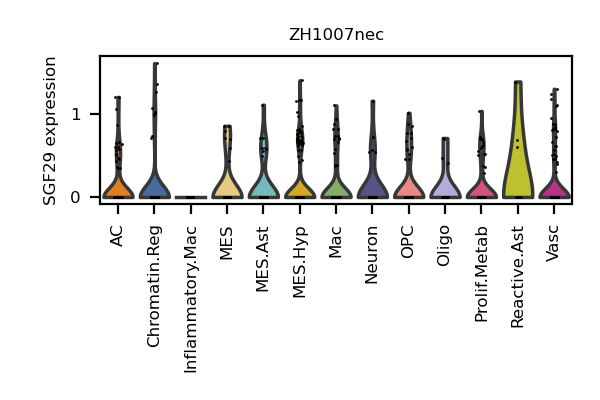 ZH1007nec
SGF29 expression
1
0
AC
Chromatin.Reg
Inflammatory.Mac
MES
MES.Ast
MES.Hyp
Mac
Neuron
OPC
Oligo
Prolif.Metab
Reactive.Ast
Vasc